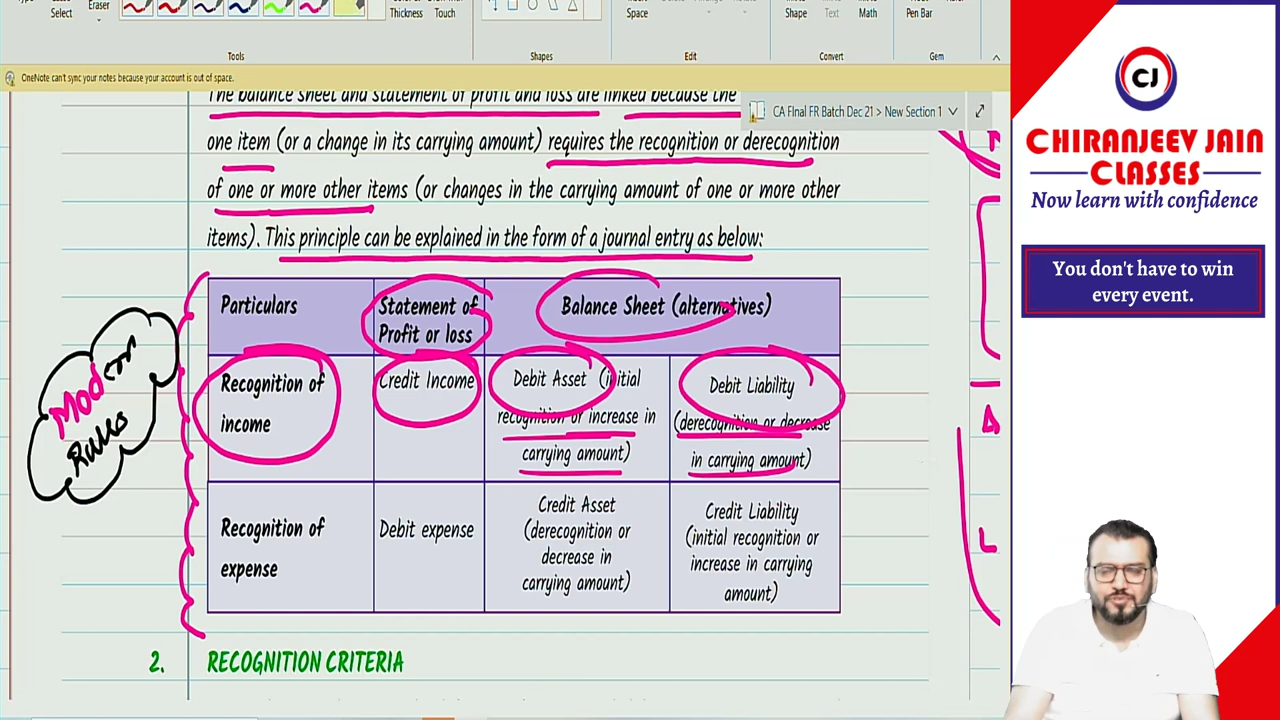 Type
Select
Eraser
Thickness
Touch
Space
Shape
Text
Math
Pen Bar
Tools
Shapes
Edit
Convert
Gem
OneNote can't sync your notes because your account is out of space.
CA FInal FR Batch Dec 21 > New Section 1
The balance sheet and statement of profit and loss are linked because the
one item (or a change in its carrying amount) requires the recognition or derecognition
of one or more other items (or changes in the carrying amount of one or more other
items). This principle can be explained in the form of a journal entry as below:
Particulars
Statement of
Profit or loss
Balance Sheet (alternatives)
Recognition of
income
Credit Income
Debit Asset (initial
recognition or increase in
carrying amount)
Debit Liability
(derecognition or decrease
in carrying amount)
Recognition of
expense
Debit expense
Credit Asset
(derecognition or
decrease in
carrying amount)
Credit Liability
(initial recognition or
increase in carrying
amount)
Modern
Rules
A
L
2. RECOGNITION CRITERIA
CJ
CHIRANJEEV JAIN
CLASSES
Now learn with confidence
You don't have to win
every event.